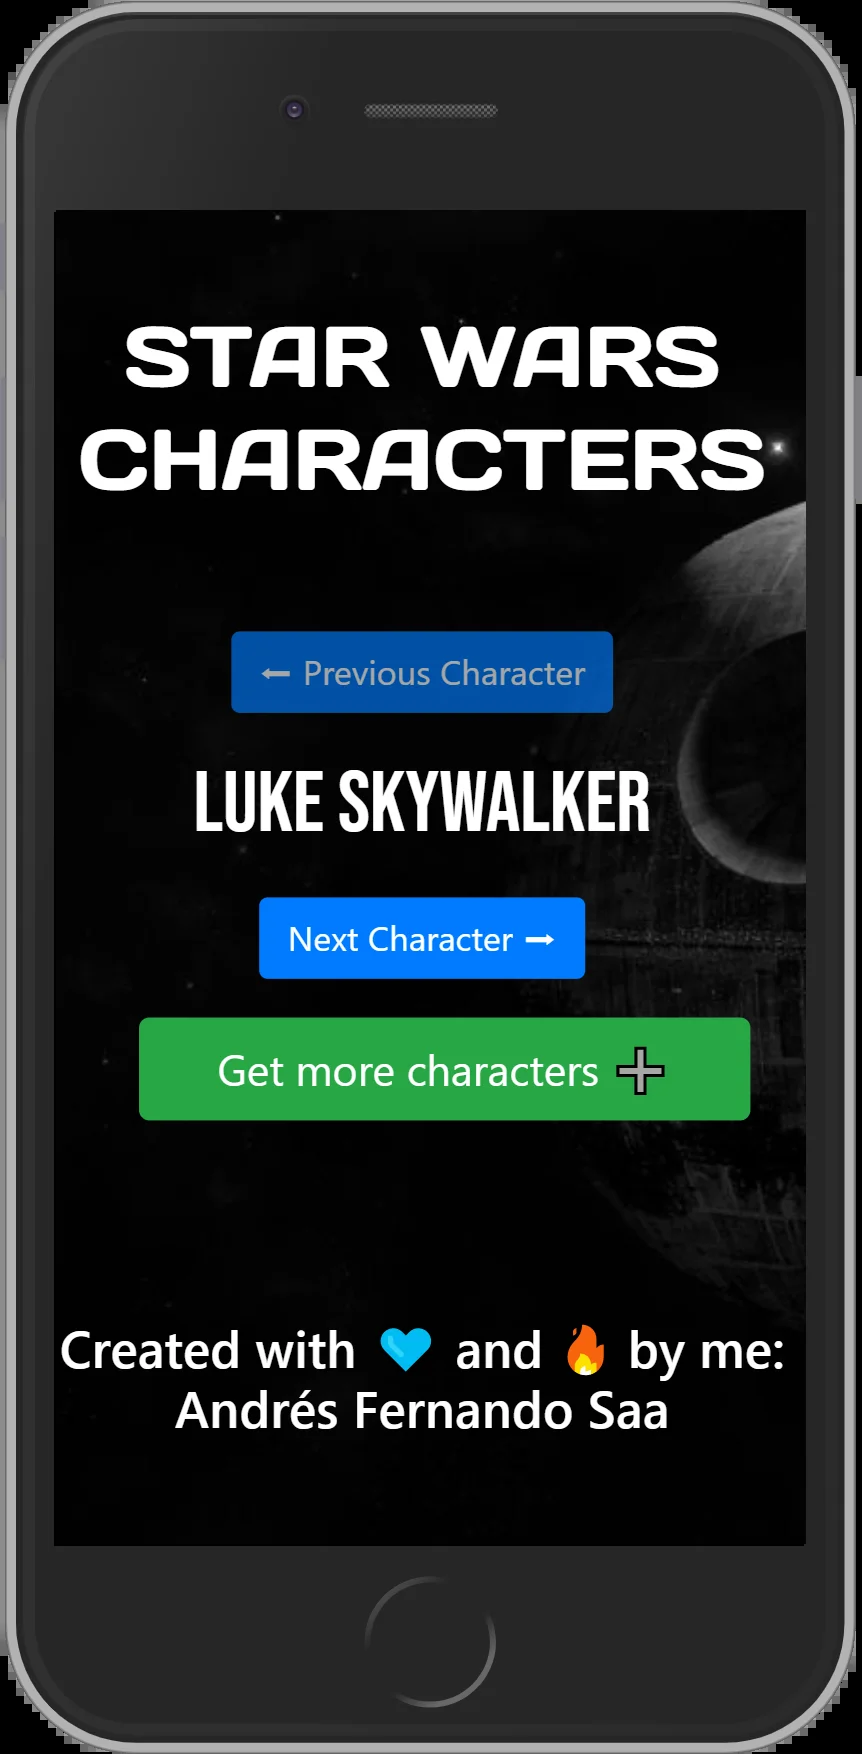 STAR WARS
CHARACTERS
⬅ Previous Character
LUKE SKYWALKER
Next Character ➡
Get more characters ➕
Created with 💙 and 🔥 by me:
Andrés Fernando Saa